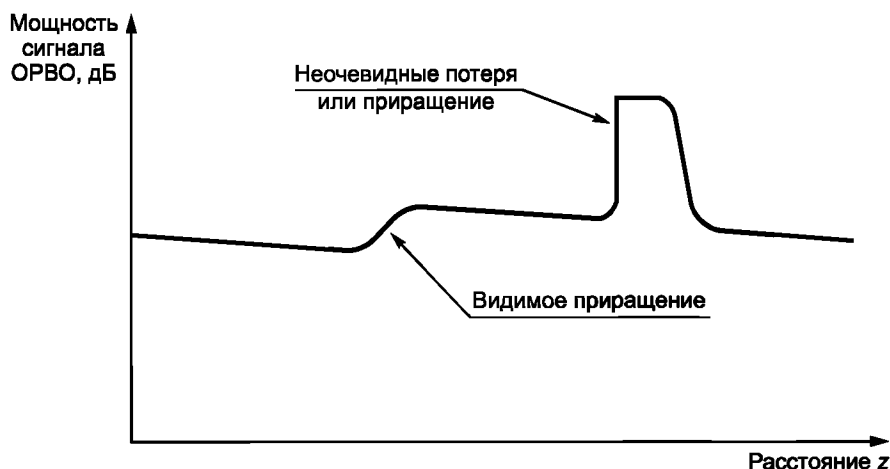 Мощность
сигнала
ОРВО, дБ
Неочевидные потеря
или приращение
Видимое приращение
Расстояние z